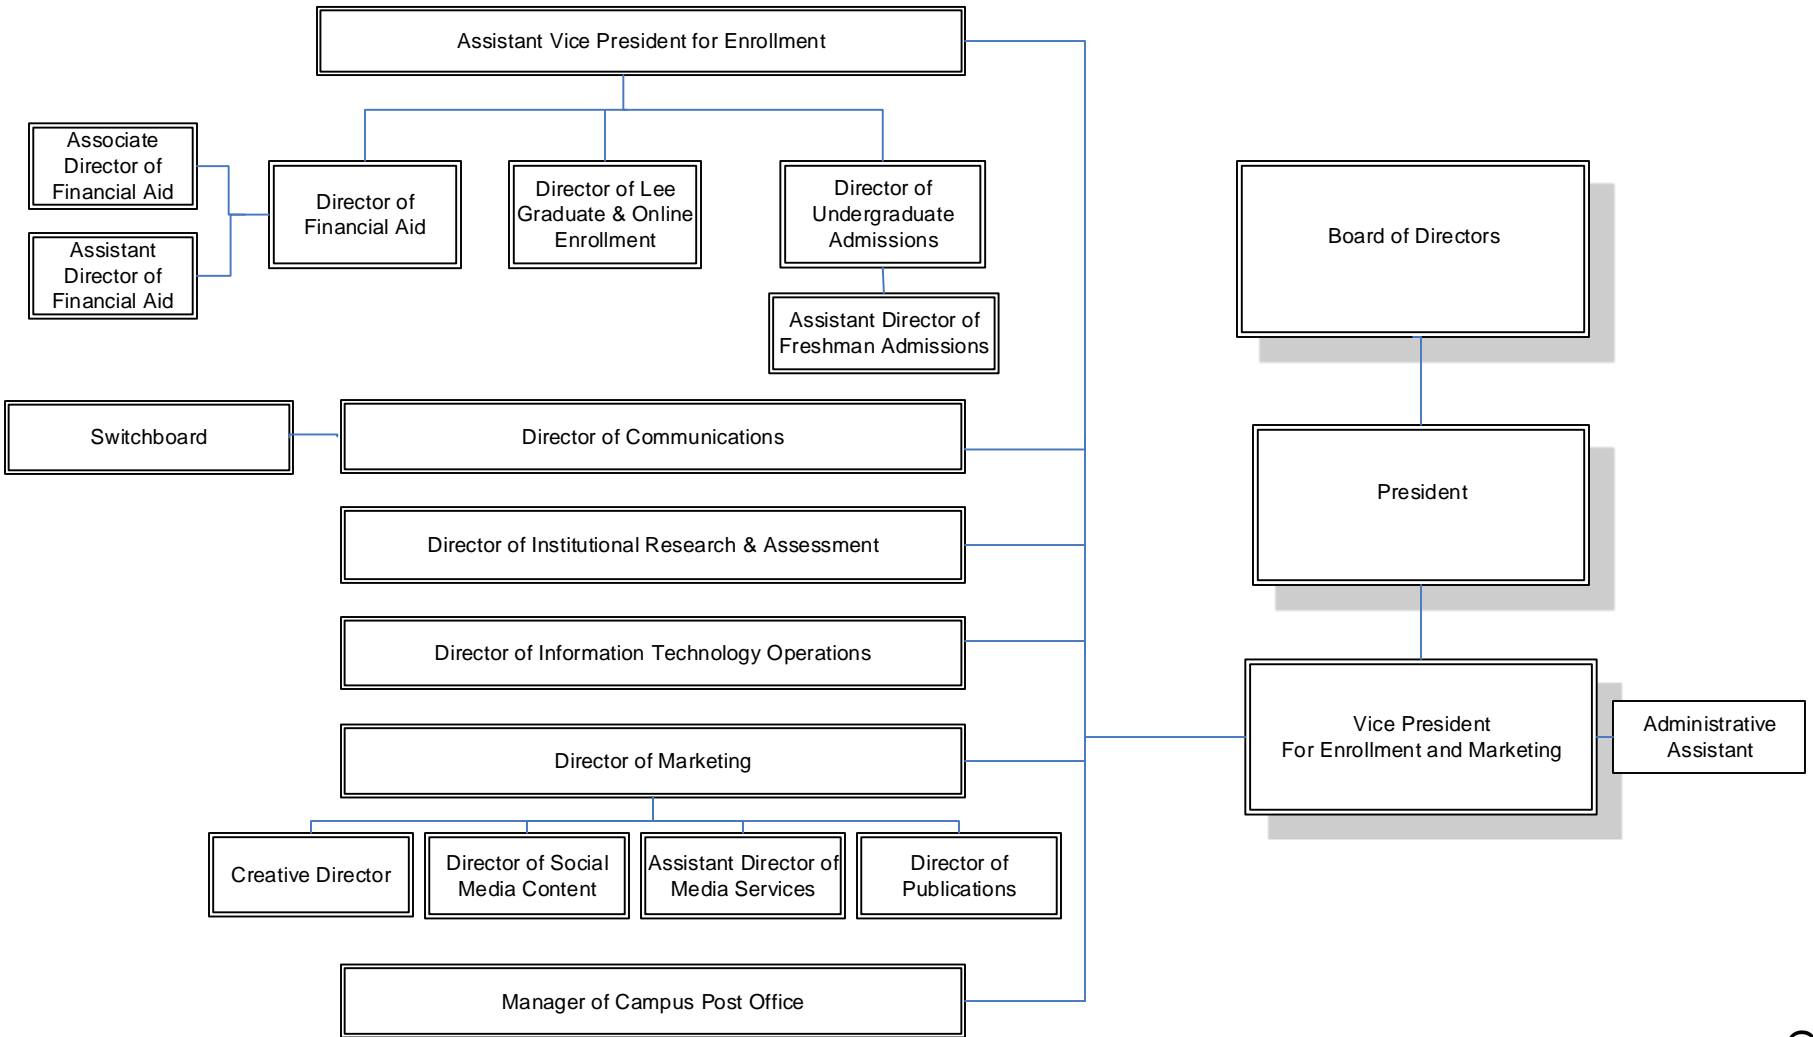 Assistant Vice President for Enrollment
Associate
Director of
Financial Aid
Assistant
Director of
Financial Aid
Director of
Financial Aid
Director of Lee
Graduate & Online
Enrollment
Director of
Undergraduate
Admissions
Assistant Director of
Freshman Admissions
Board of Directors
Switchboard
Director of Communications
President
Director of Institutional Research & Assessment
Director of Information Technology Operations
Vice President
For Enrollment and Marketing
Administrative
Assistant
Director of Marketing
Creative Director
Director of Social
Media Content
Assistant Director of
Media Services
Director of
Publications
Manager of Campus Post Office